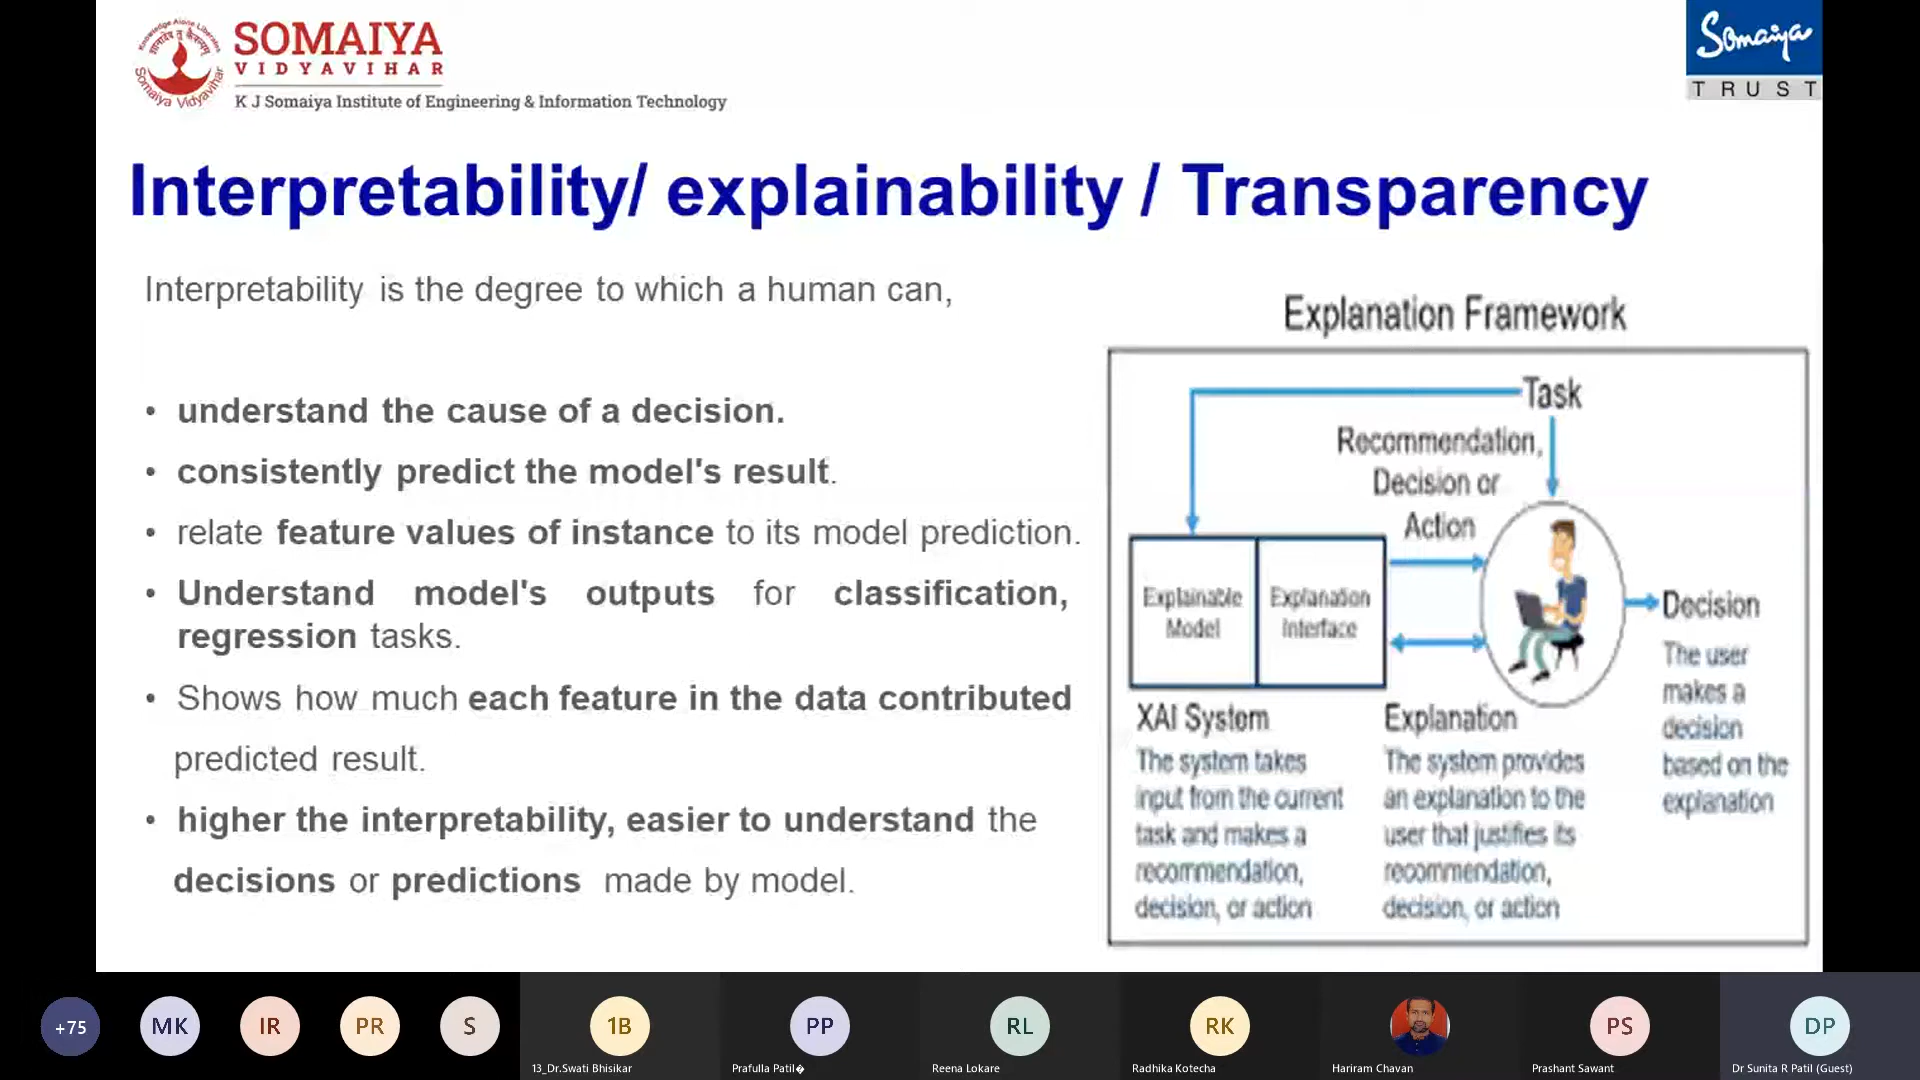 SOMAIYA
VIDYAVIHAR
K J Somaiya Institute of Engineering & Information Technology
Knowledge Alone Liberates
Somaiya Vidyavihar
Somaiya
TRUST
Interpretability/ explainability / Transparency
Interpretability is the degree to which a human can,
• understand the cause of a decision.
• consistently predict the model's result.
• relate feature values of instance to its model prediction.
• Understand model's outputs for classification,
regression tasks.
• Shows how much each feature in the data contributed
predicted result.
• higher the interpretability, easier to understand the
decisions or predictions made by model.
Explanation Framework
Task
Recommendation,
Decision or
Action
Explainable
Model
Explanation
Interface
Decision
The user
makes a
decision
based on the
explanation
XAI System
The system takes
input from the current
task and makes a
recommendation,
decision, or action
Explanation
The system provides
an explanation to the
user that justifies its
recommendation,
decision, or action
+75
MK
IR
PR
S
1B
13_Dr.Swati Bhisikar
PP
Prafulla Patil�
RL
Reena Lokare
RK
Radhika Kotecha
Hariram Chavan
PS
Prashant Sawant
DP
Dr Sunita R Patil (Guest)